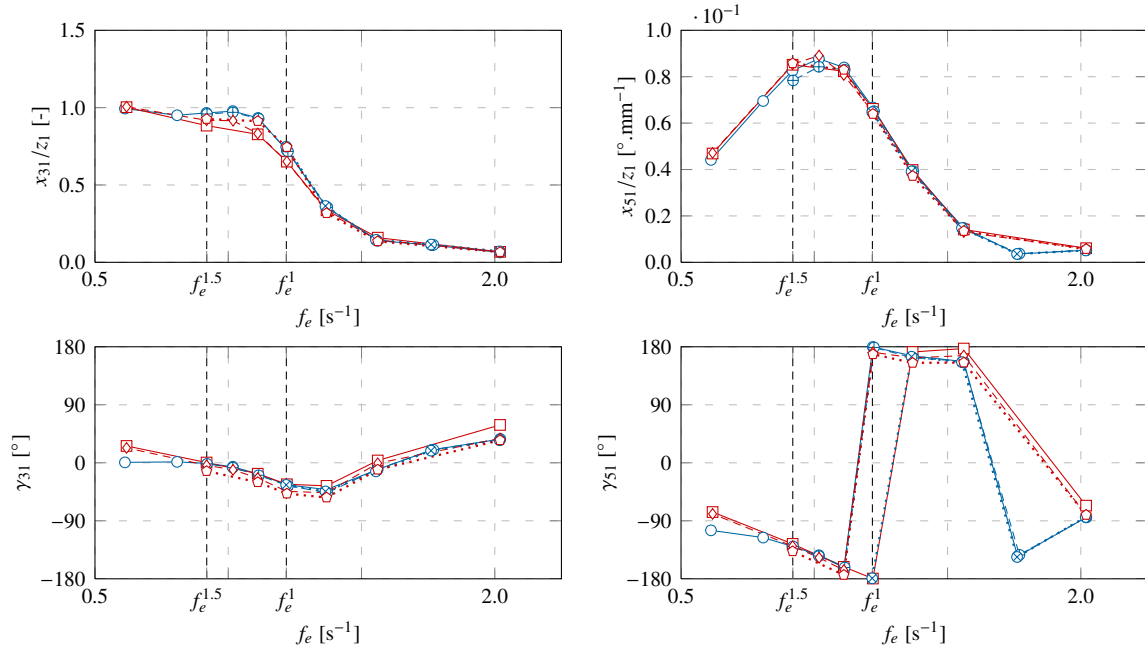 1.5
1.0
0.5
0.0
x₃₁/z₁ [-]
0.5
f_e^{1.5}
f_e^{1}
2.0
f_e [s⁻¹]
·10⁻¹
1.0
0.8
0.6
0.4
0.2
0.0
x₅₁/z₁ [°.mm⁻¹]
0.5
f_e^{1.5}
f_e^{1}
2.0
f_e [s⁻¹]
180
90
0
−90
−180
γ₃₁ [°]
0.5
f_e^{1.5}
f_e^{1}
2.0
f_e [s⁻¹]
180
90
0
−90
−180
γ₅₁ [°]
0.5
f_e^{1.5}
f_e^{1}
2.0
f_e [s⁻¹]